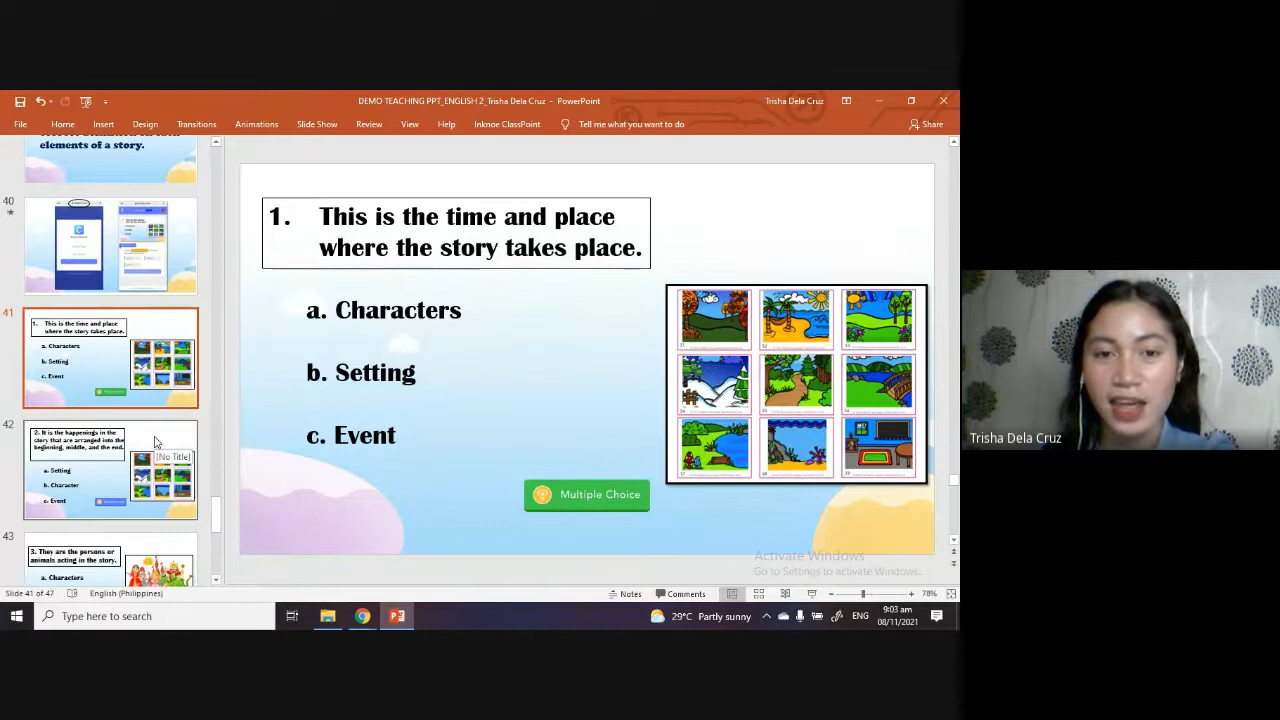 DEMO TEACHING PPT_ENGLISH 2_Trisha Dela Cruz - PowerPoint
Trisha Dela Cruz
File Home Insert Design Transitions Animations Slide Show Review View Help Inknoe ClassPoint Tell me what you want to do Share
elements of a story.
40
41
1. This is the time and place
where the story takes place.
a. Characters
b. Setting
c. Event
42
2. It is the happenings in the
story that are arranged into the
beginning, middle, and the end.
[No Title]
a. Setting
b. Character
c. Event
43
3. They are the persons or
animals acting in the story.
a. Characters
1. This is the time and place
where the story takes place.
a. Characters
b. Setting
c. Event
Multiple Choice
Activate Windows
Go to Settings to activate Windows.
Trisha Dela Cruz
Slide 41 of 47 English (Philippines) Notes Comments 78%
Type here to search
29°C Partly sunny
ENG
9:03 am
08/11/2021